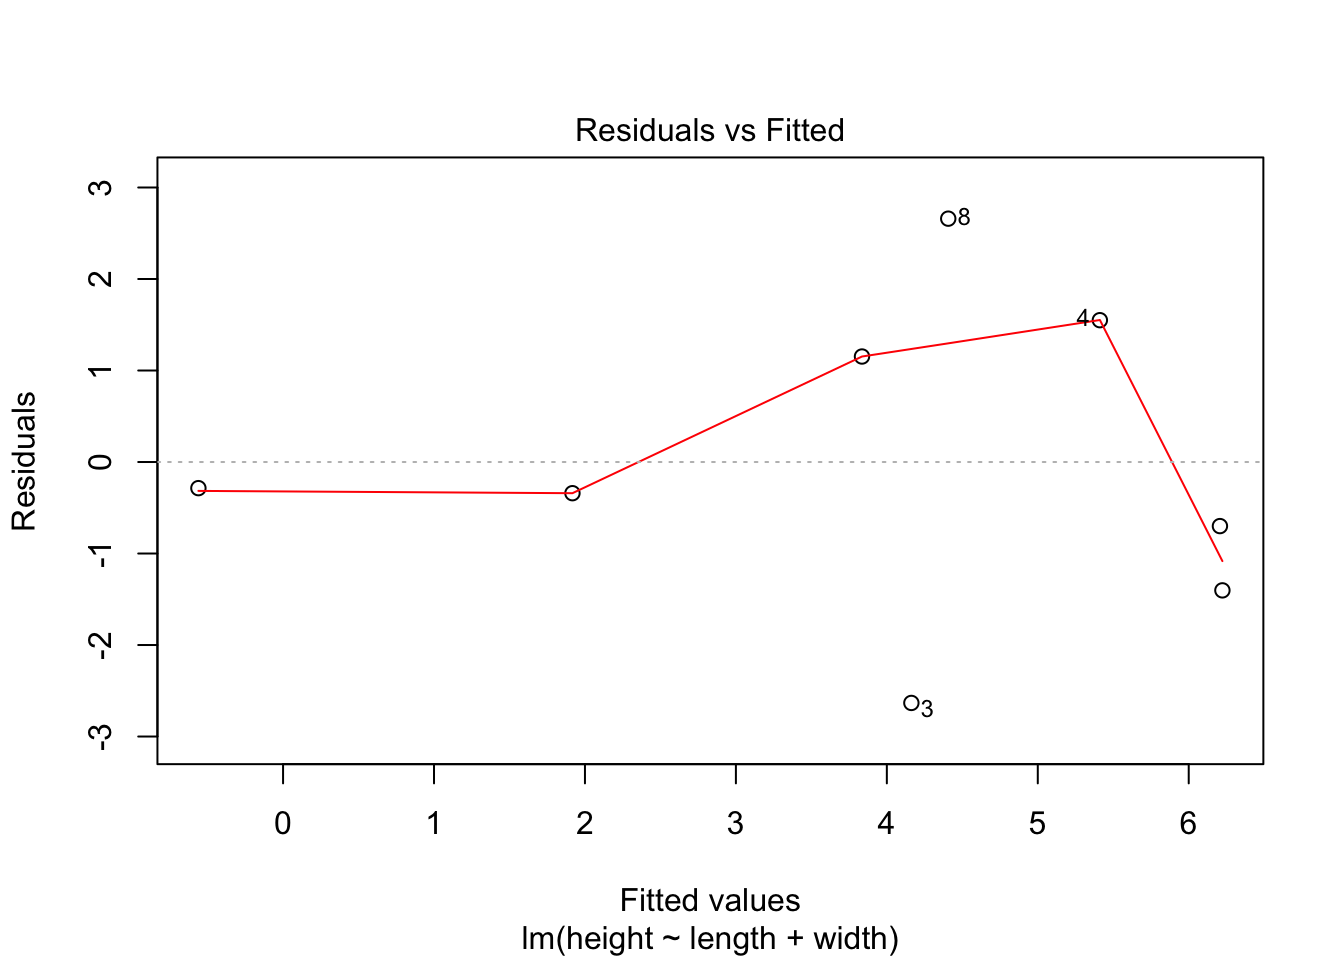 Residuals vs Fitted
3
2
1
0
-1
-2
-3
Residuals
8
4
3
0 1 2 3 4 5 6
Fitted values
lm(height ~ length + width)